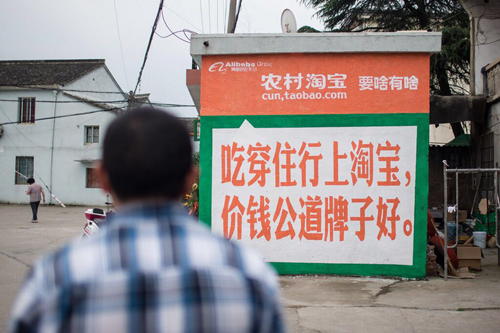 Alibaba Group
农村淘宝 要啥有啥
cun.taobao.com
吃穿住行上淘宝，
价钱公道牌子好。